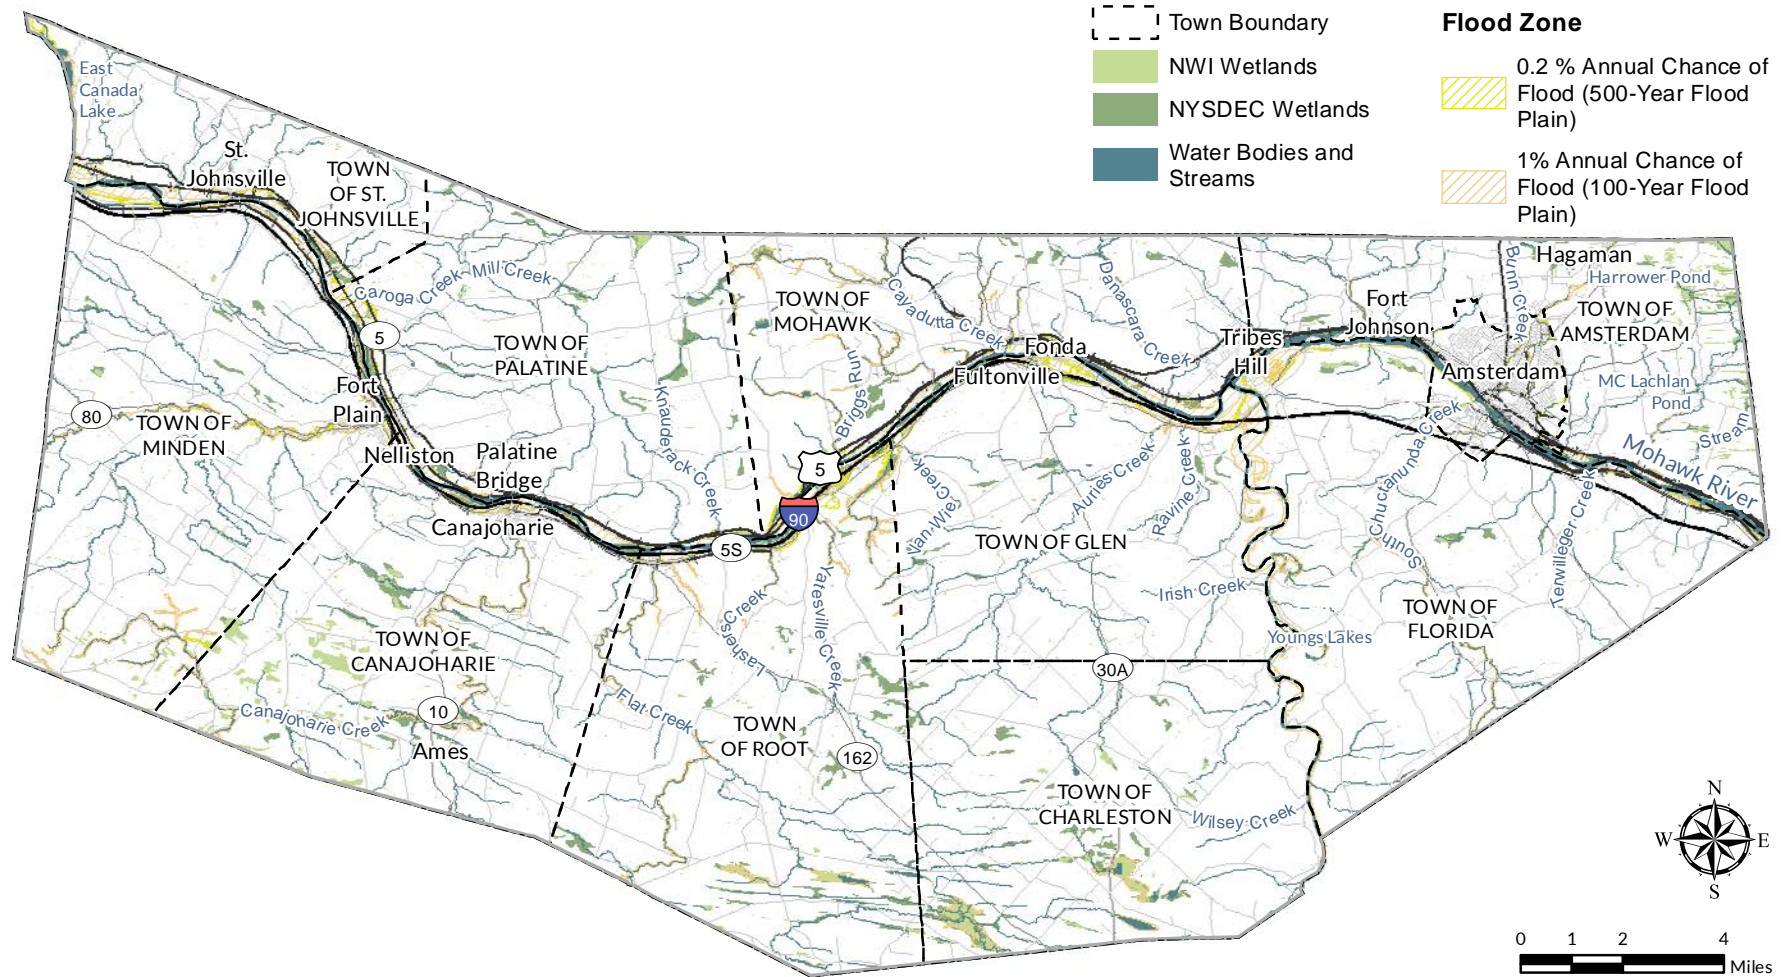 Town Boundary
NWI Wetlands
NYSDEC Wetlands
Water Bodies and
Streams
Flood Zone
0.2 % Annual Chance of
Flood (500-Year Flood
Plain)
1% Annual Chance of
Flood (100-Year Flood
Plain)
East
Canada
Lake
St.
Johnsville
TOWN
OF ST.
JOHNSVILLE
Caroga Creek
Mill Creek
5
TOWN OF
PALATINE
Fort
Plain
80
TOWN OF
MINDEN
Nelliston
Palatine
Bridge
Canajoharie
Knauderack Creek
TOWN OF
MOHAWK
Briggs Run
Cayadutta Creek
Danascara Creek
Fonda
Fultonville
Tribes
Hill
Fort
Johnson
Bunn Creek
Hagaman
Harrower Pond
TOWN OF
AMSTERDAM
Amsterdam
MC Lachlan
Pond
Stream
Mohawk River
5
90
5S
Van Wie Creek
Auries Creek
Ravine Creek
South Chuctanunda Creek
Terwilleger Creek
TOWN OF GLEN
Irish Creek
TOWN OF
FLORIDA
Youngs Lakes
30A
Lashers Creek
Yatesville Creek
TOWN OF
CANAJOHARIE
Canajoharie Creek
10
Ames
Flat Creek
TOWN
OF ROOT
162
TOWN OF
CHARLESTON
Wilsey Creek
N
W
E
S
0
1
2
4
Miles